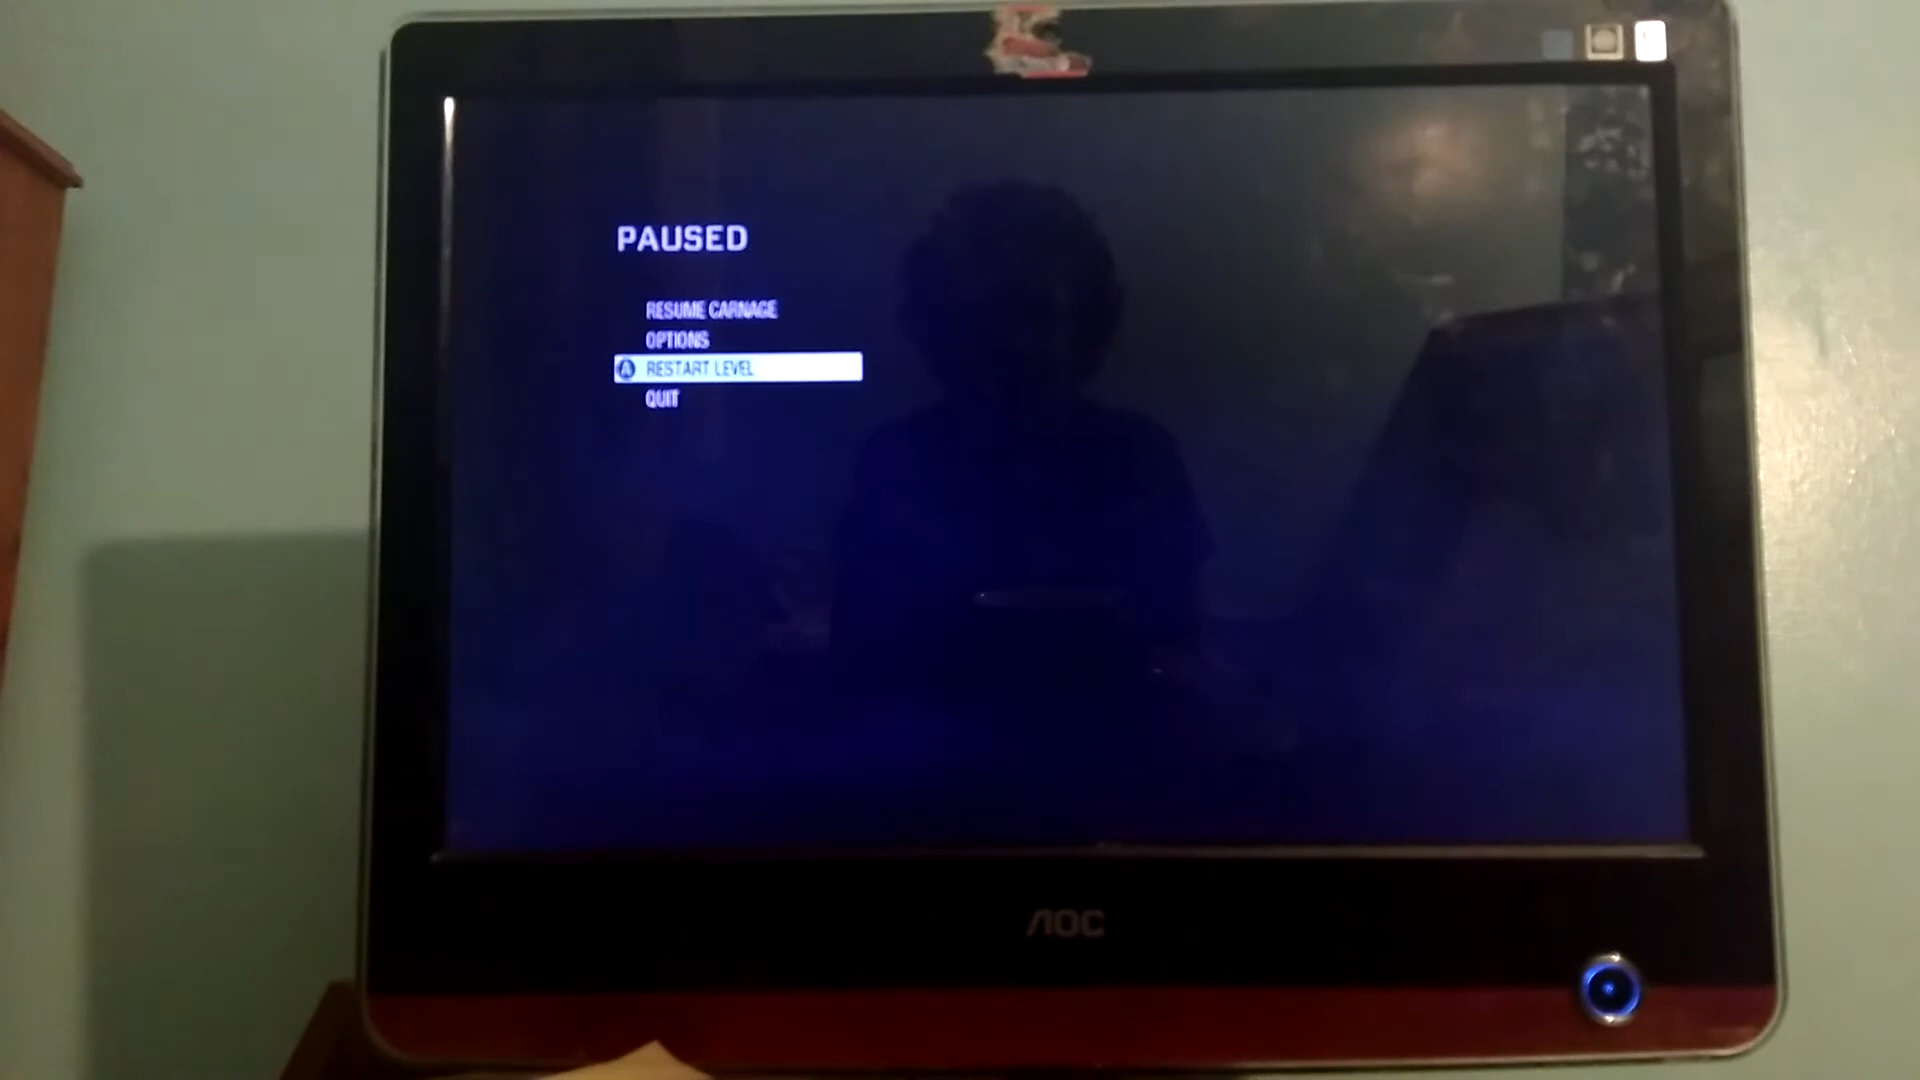 PAUSED
RESUME CARNAGE
OPTIONS
A RESTART LEVEL
QUIT
AOC